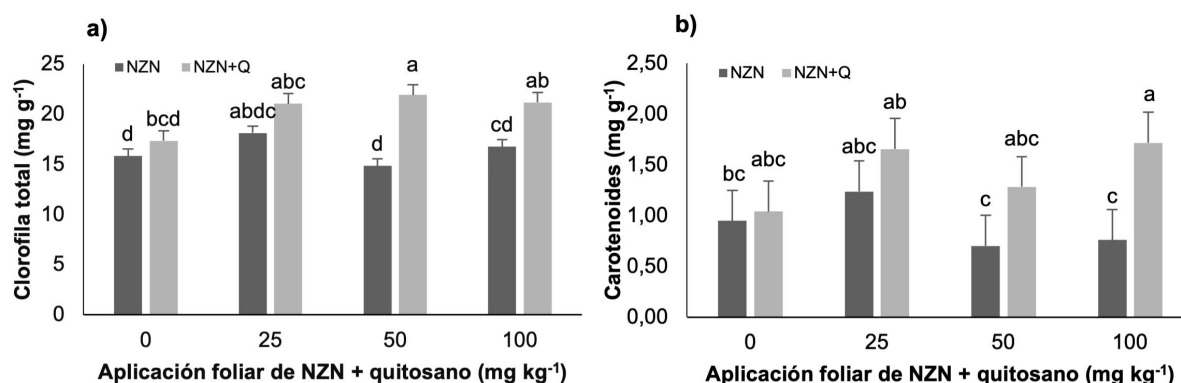 a)
NZN NZN+Q
25
20
15
10
5
0
Clorofila total (mg g⁻¹)
d bcd abdc abc d a cd ab
0 25 50 100
Aplicación foliar de NZN + quitosano (mg kg⁻¹)
b)
NZN NZN+Q
2,50
2,00
1,50
1,00
0,50
0,00
Carotenoides (mg g⁻¹)
bc abc abc ab c abc c a
0 25 50 100
Aplicación foliar de NZN + quitosano (mg kg⁻¹)